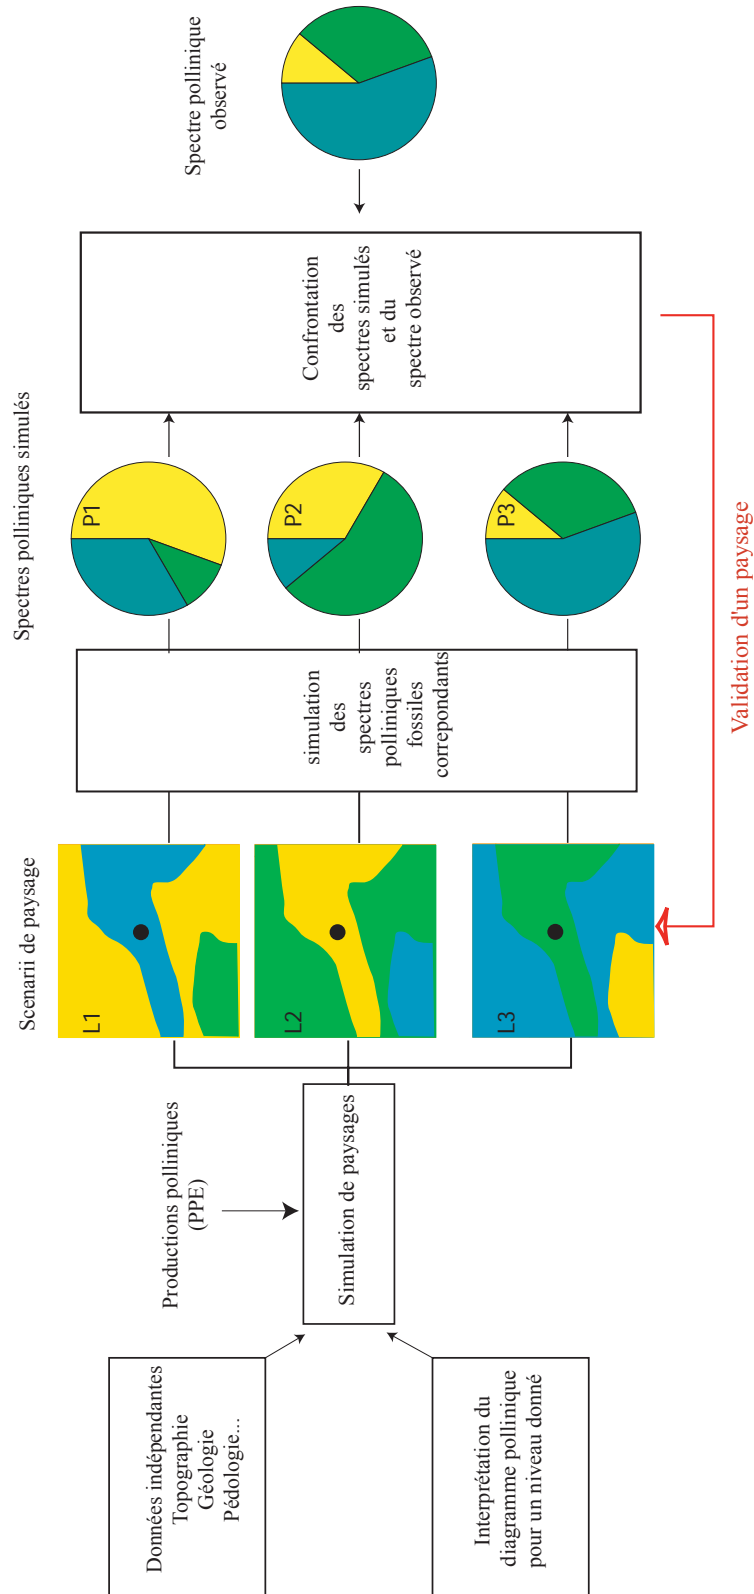 Données indépendantes
Topographie
Géologie
Pédologie...
Interprétation du
diagramme pollinique
pour un niveau donné
Productions polliniques
(PPE)
Simulation de paysages
Scenarii de paysage
L1
L2
L3
simulation
des
spectres
polliniques
fossiles
correpondants
Spectres polliniques simulés
P1
P2
P3
Confrontation
des
spectres simulés
et du
spectre observé
Spectre pollinique
observé
Validation d'un paysage